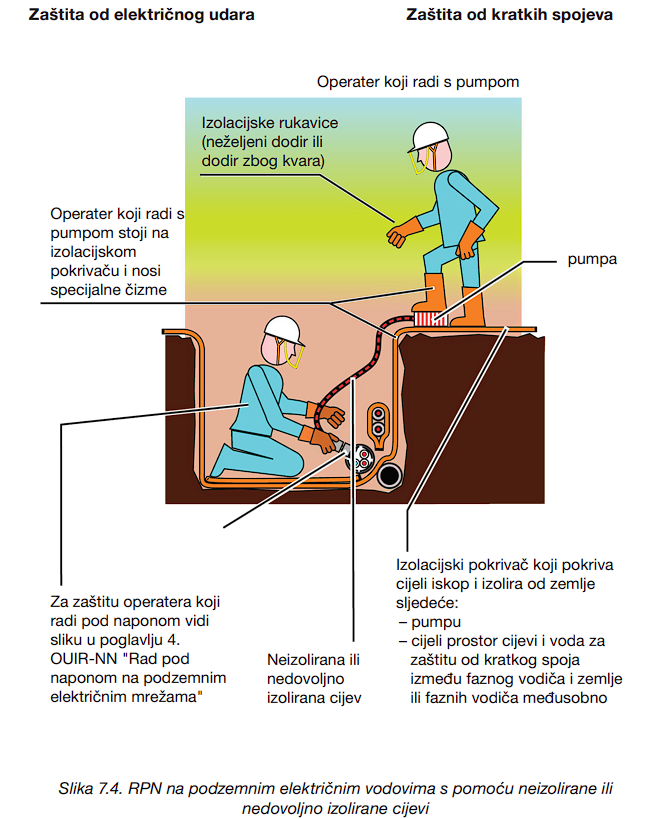 Zaštita od električnog udara
Zaštita od kratkih spojeva
Operater koji radi s pumpom
Izolacijske rukavice
(neželjeni dodir ili
dodir zbog kvara)
Operater koji radi s
pumpom stoji na
izolacijskom
pokrivaču i nosi
specijalne čizme
pumpa
Za zaštitu operatera koji
radi pod naponom vidi
sliku u poglavlju 4.
OUIR-NN "Rad pod
naponom na podzemnim
električnim mrežama"
Neizolirana ili
nedovoljno
izolirana cijev
Izolacijski pokrivač koji pokriva
cijeli iskop i izolira od zemlje
sljedeće:
– pumpu
– cijeli prostor cijevi i voda za
zaštitu od kratkog spoja
između faznog vodiča i zemlje
ili faznih vodiča međusobno
Slika 7.4. RPN na podzemnim električnim vodovima s pomoću neizolirane ili
nedovoljno izolirane cijevi